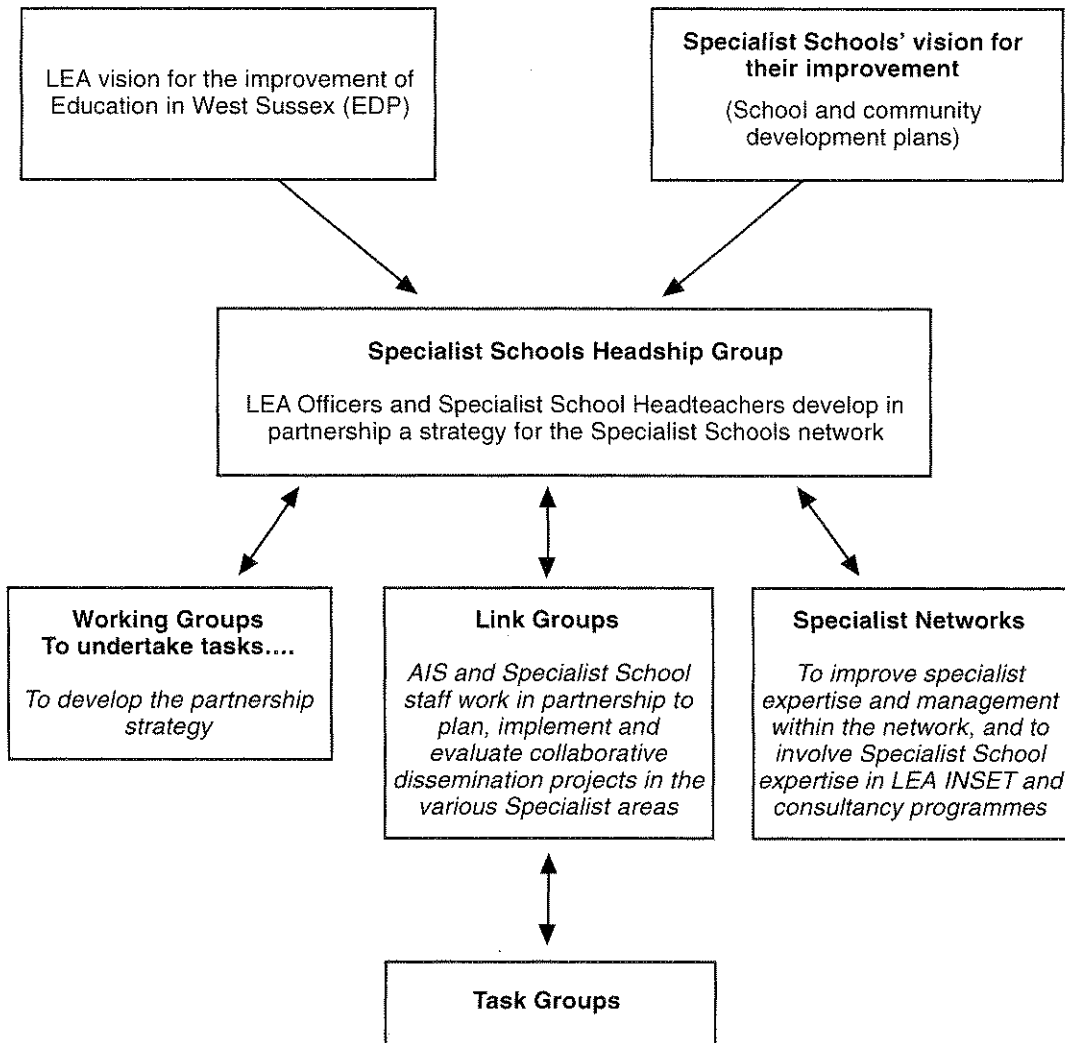 LEA vision for the improvement of
Education in West Sussex (EDP)
Specialist Schools' vision for
their improvement
(School and community
development plans)
Specialist Schools Headship Group
LEA Officers and Specialist School Headteachers develop in
partnership a strategy for the Specialist Schools network
Working Groups
To undertake tasks....
To develop the partnership
strategy
Link Groups
AIS and Specialist School
staff work in partnership to
plan, implement and
evaluate collaborative
dissemination projects in the
various Specialist areas
Specialist Networks
To improve specialist
expertise and management
within the network, and to
involve Specialist School
expertise in LEA INSET and
consultancy programmes
Task Groups